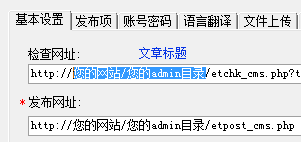 基本设置 发布项 账号密码 语言翻译 文件上传
检查网址: 文章标题
http://您的网站/您的admin目录/etchk_cms.php?t
*发布网址:
http://您的网站/您的admin目录/etpost_cms.php